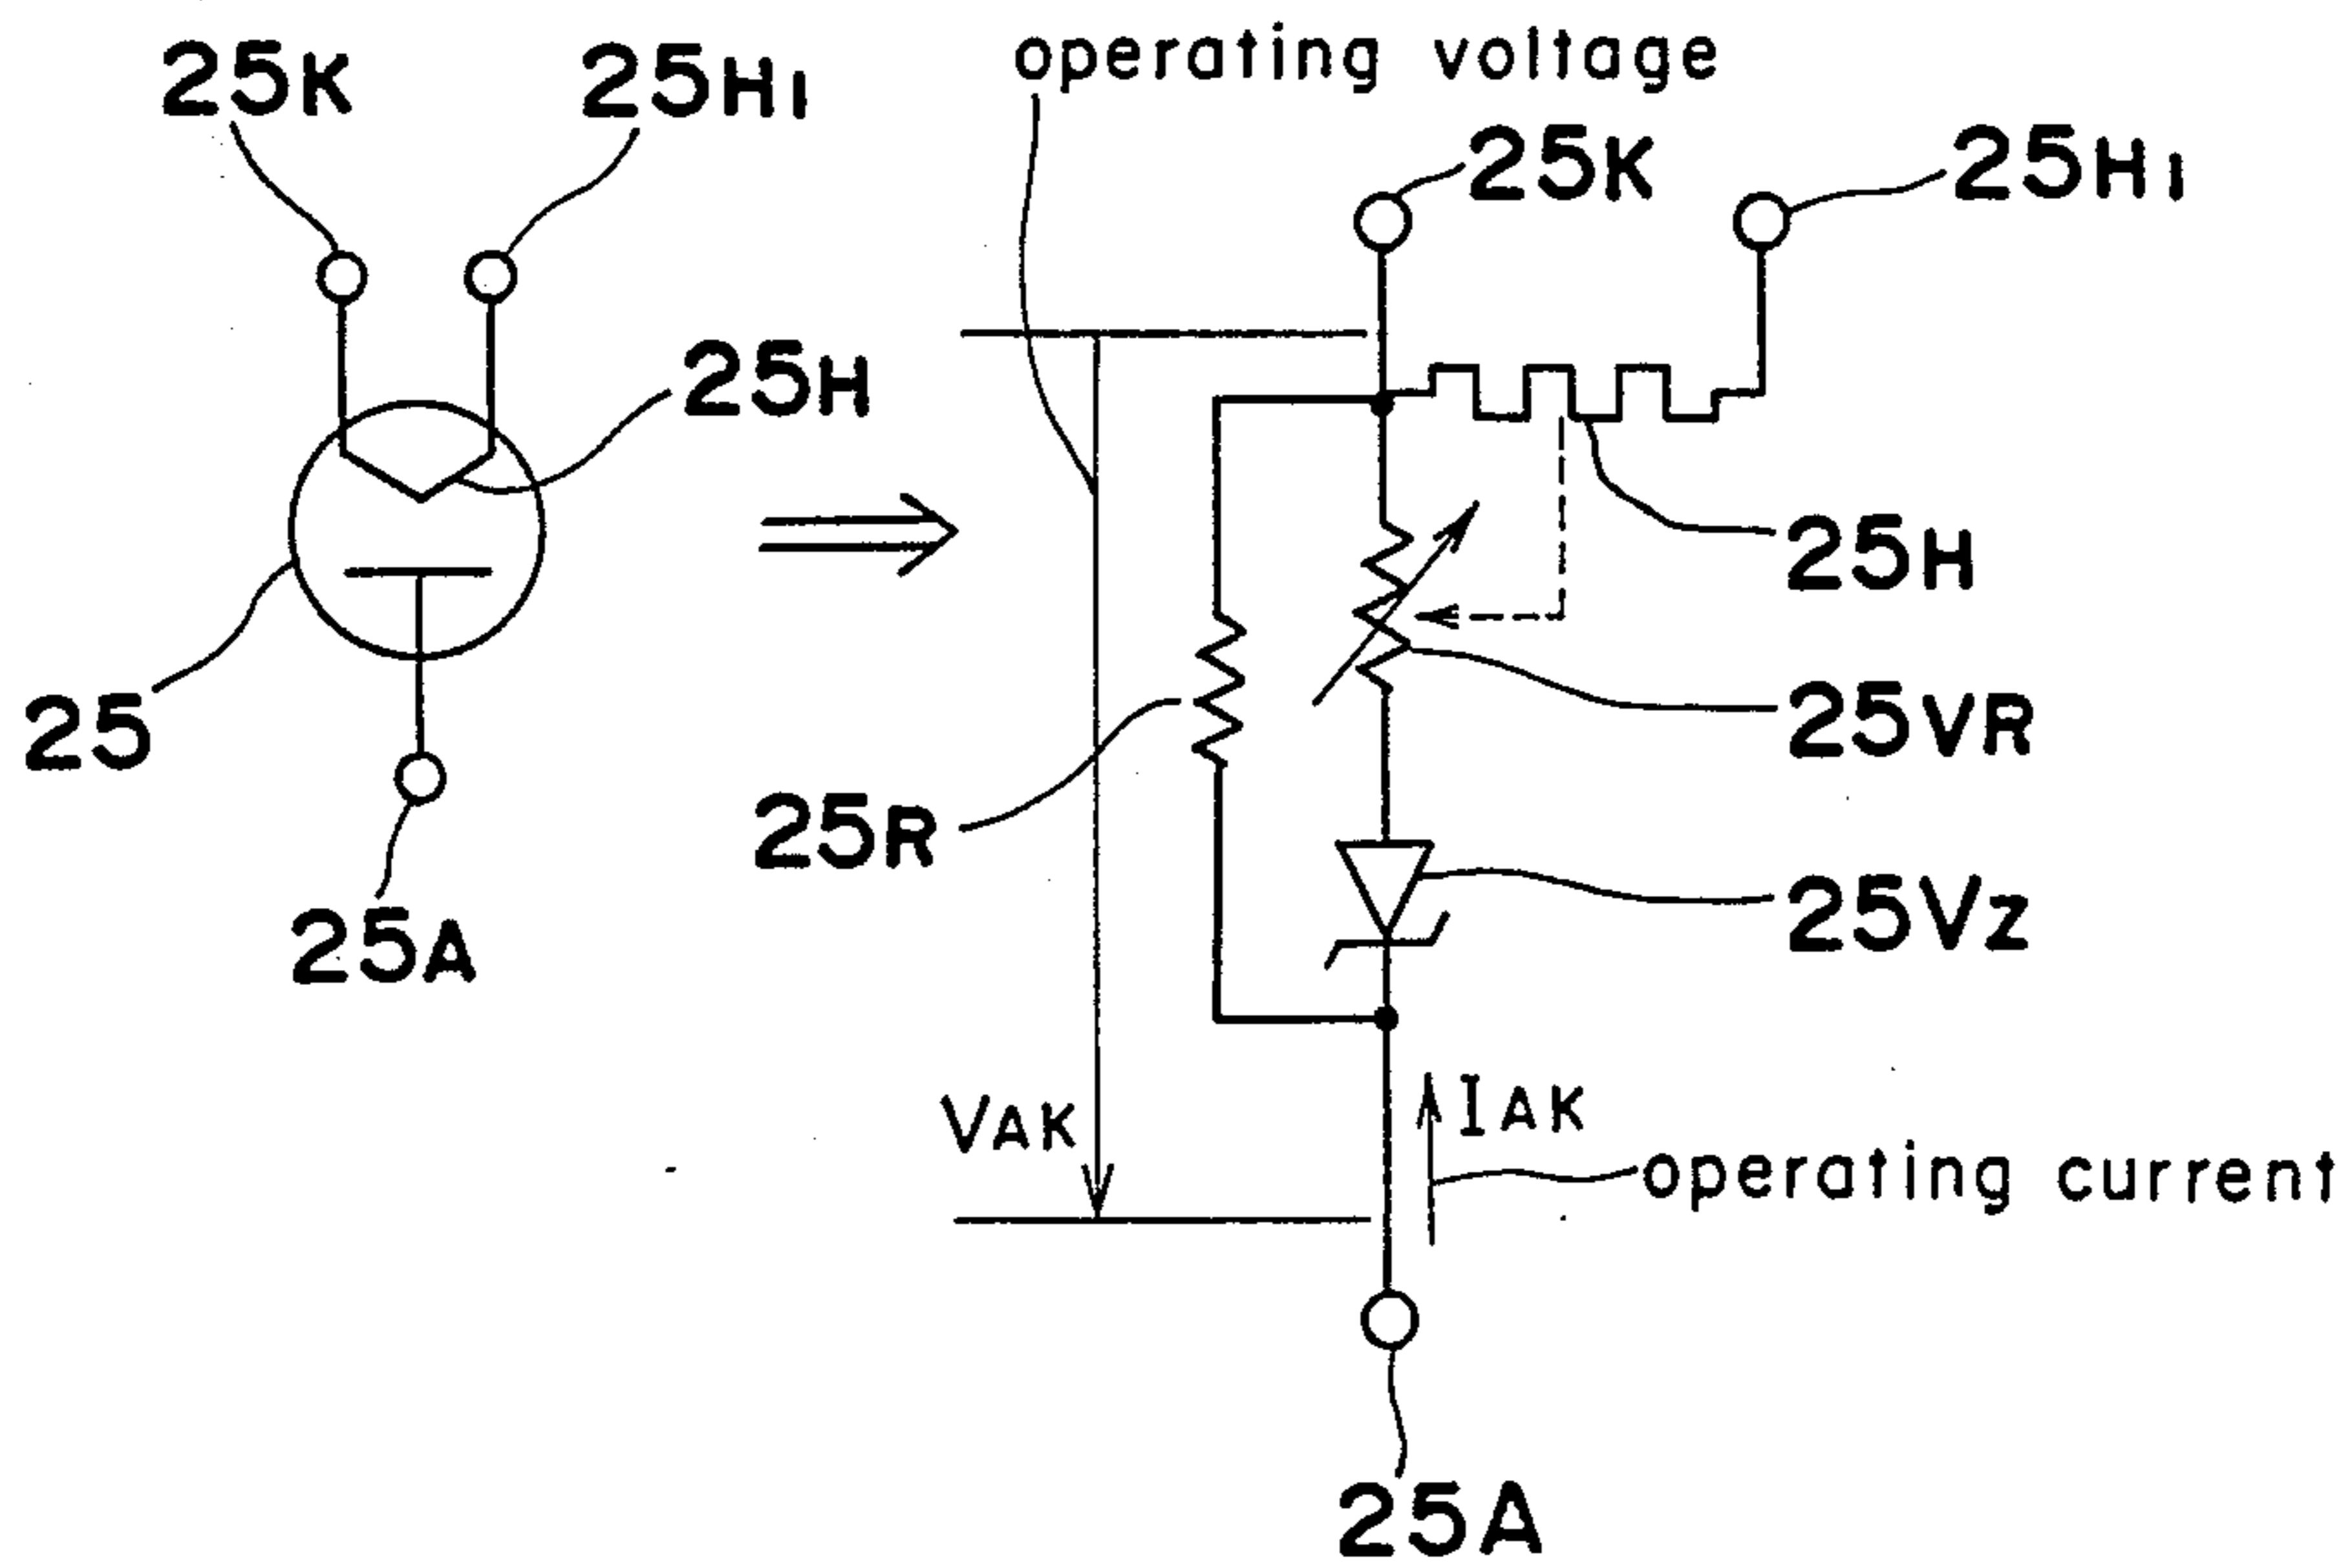 25K
25H1
25H
25
25A
operating voltage
25K
25H1
25H
25VR
25R
25VZ
VAK
IAK
operating current
25A